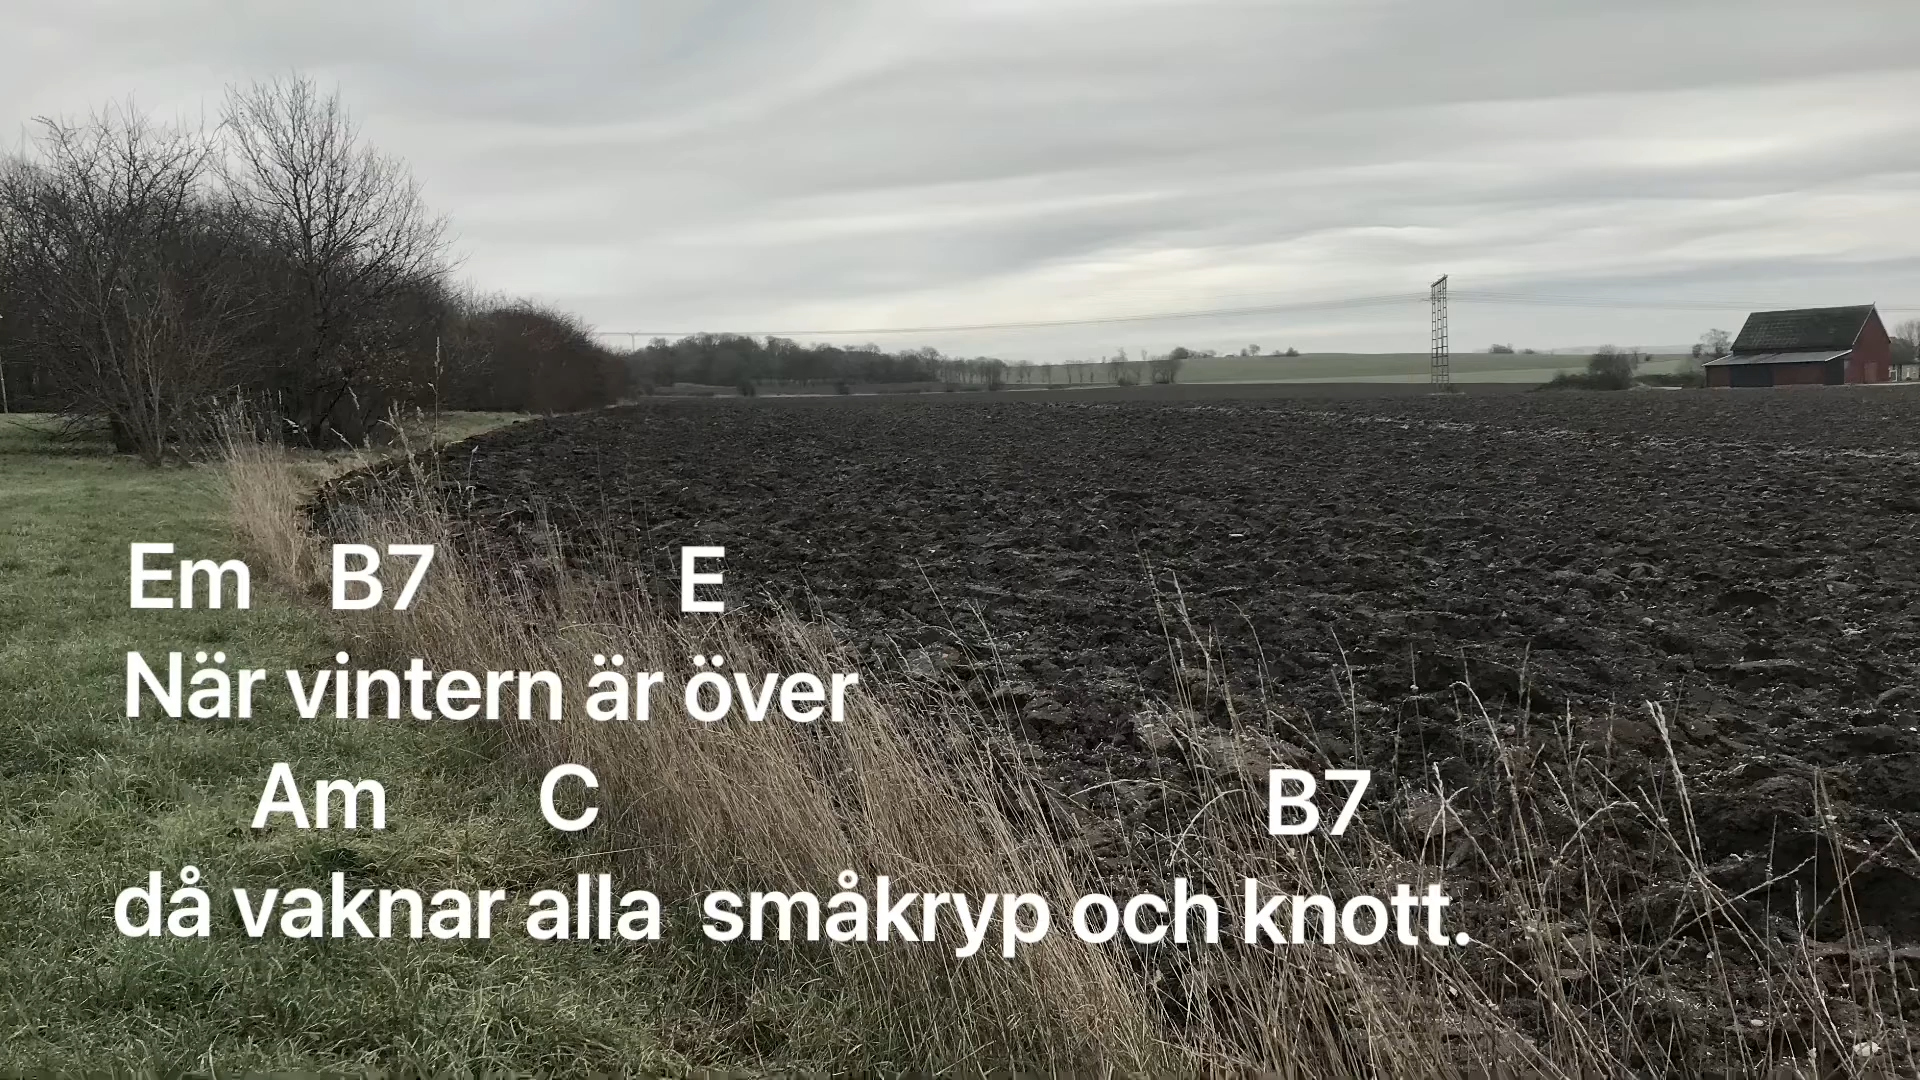 Em B7 E
När vintern är över
Am C B7
då vaknar alla småkryp och knott.